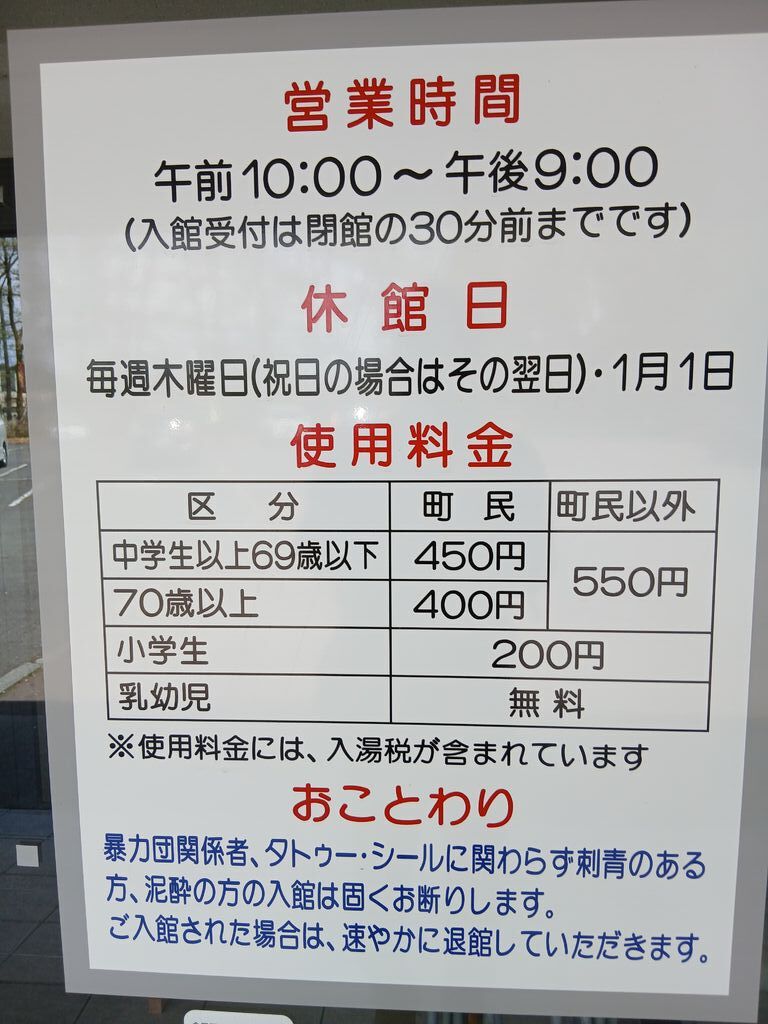 営業時間
午前10:00～午後9:00
(入館受付は閉館の30分前までです)
休館日
毎週木曜日(祝日の場合はその翌日)・1月1日
使用料金
区分 町民 町民以外
中学生以上69歳以下 450円 550円
70歳以上 400円
小学生 200円
乳幼児 無料
※使用料金には、入湯税が含まれています
おことわり
暴力団関係者、タトゥー・シールに関わらず刺青のある
方、泥酔の方の入館は固くお断りします。
ご入館された場合は、速やかに退館していただきます。